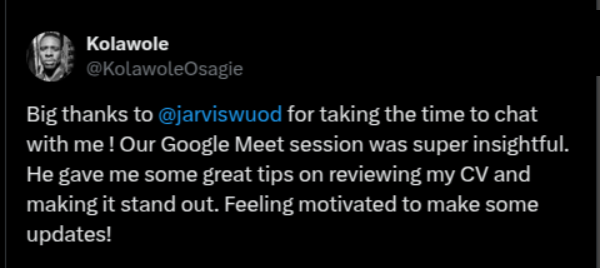 Kolawole
@KolawoleOsagie
Big thanks to @jarviswuod for taking the time to chat
with me ! Our Google Meet session was super insightful.
He gave me some great tips on reviewing my CV and
making it stand out. Feeling motivated to make some
updates!